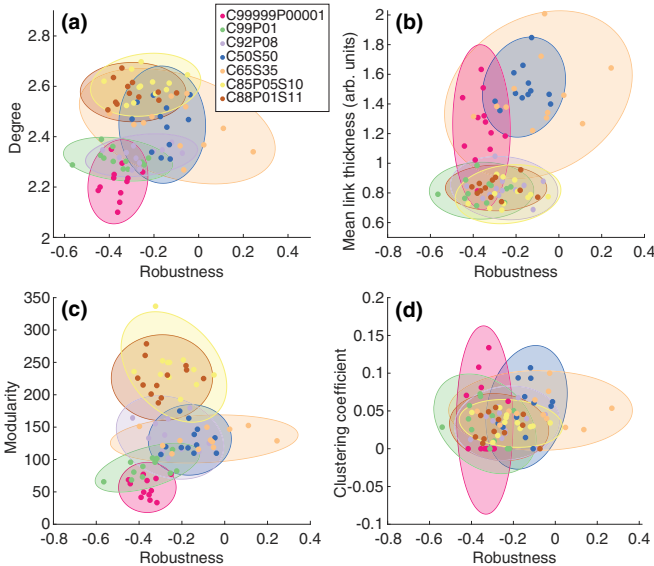 (a)
C99999P00001
C99P01
C92P08
C50S50
C65S35
C85P05S10
C88P01S11
2.8
2.6
2.4
2.2
2
Degree
-0.6 -0.4 -0.2 0 0.2 0.4
Robustness
(b)
2
1.8
1.6
1.4
1.2
1
0.8
0.6
Mean link thickness (arb. units)
-0.6 -0.4 -0.2 0 0.2 0.4
Robustness
(c)
350
300
250
200
150
100
50
0
Modularity
-0.8 -0.6 -0.4 -0.2 0 0.2 0.4
Robustness
(d)
0.2
0.15
0.1
0.05
0
-0.05
-0.1
Clustering coefficient
-0.8 -0.6 -0.4 -0.2 0 0.2 0.4
Robustness